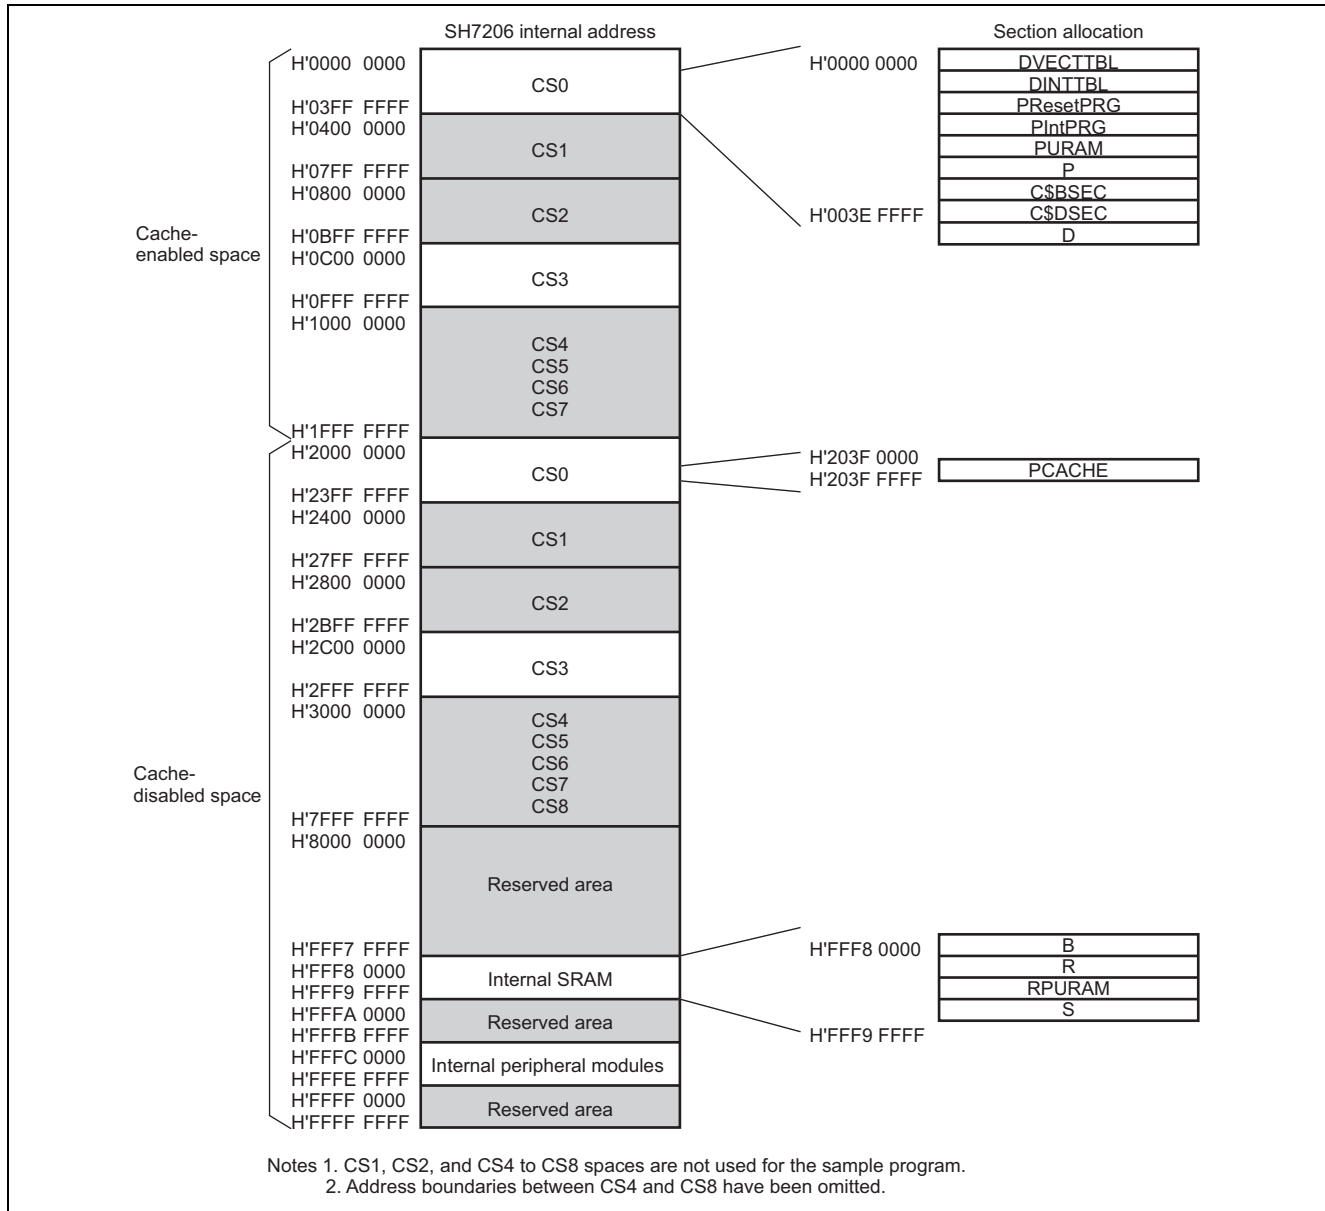 SH7206 internal address
Section allocation
Cache-
enabled space
H'0000 0000
CS0
H'03FF FFFF
H'0400 0000
CS1
H'07FF FFFF
H'0800 0000
CS2
H'0BFF FFFF
H'0C00 0000
CS3
H'0FFF FFFF
H'1000 0000
CS4
CS5
CS6
CS7
H'1FFF FFFF
Cache-
disabled space
H'2000 0000
CS0
H'23FF FFFF
H'2400 0000
CS1
H'27FF FFFF
H'2800 0000
CS2
H'2BFF FFFF
H'2C00 0000
CS3
H'2FFF FFFF
H'3000 0000
CS4
CS5
CS6
CS7
CS8
H'7FFF FFFF
H'8000 0000
Reserved area
H'FFF7 FFFF
H'FFF8 0000
Internal SRAM
H'FFF9 FFFF
H'FFFA 0000
Reserved area
H'FFFB FFFF
H'FFFC 0000
Internal peripheral modules
H'FFFE FFFF
H'FFFF 0000
Reserved area
H'FFFF FFFF
H'0000 0000
DVECTTBL
DINTTBL
PResetPRG
PIntPRG
PURAM
P
C$BSEC
C$DSEC
D
H'003E FFFF
H'203F 0000
PCACHE
H'203F FFFF
H'FFF8 0000
B
R
RPURAM
S
H'FFF9 FFFF
Notes 1. CS1, CS2, and CS4 to CS8 spaces are not used for the sample program.
2. Address boundaries between CS4 and CS8 have been omitted.